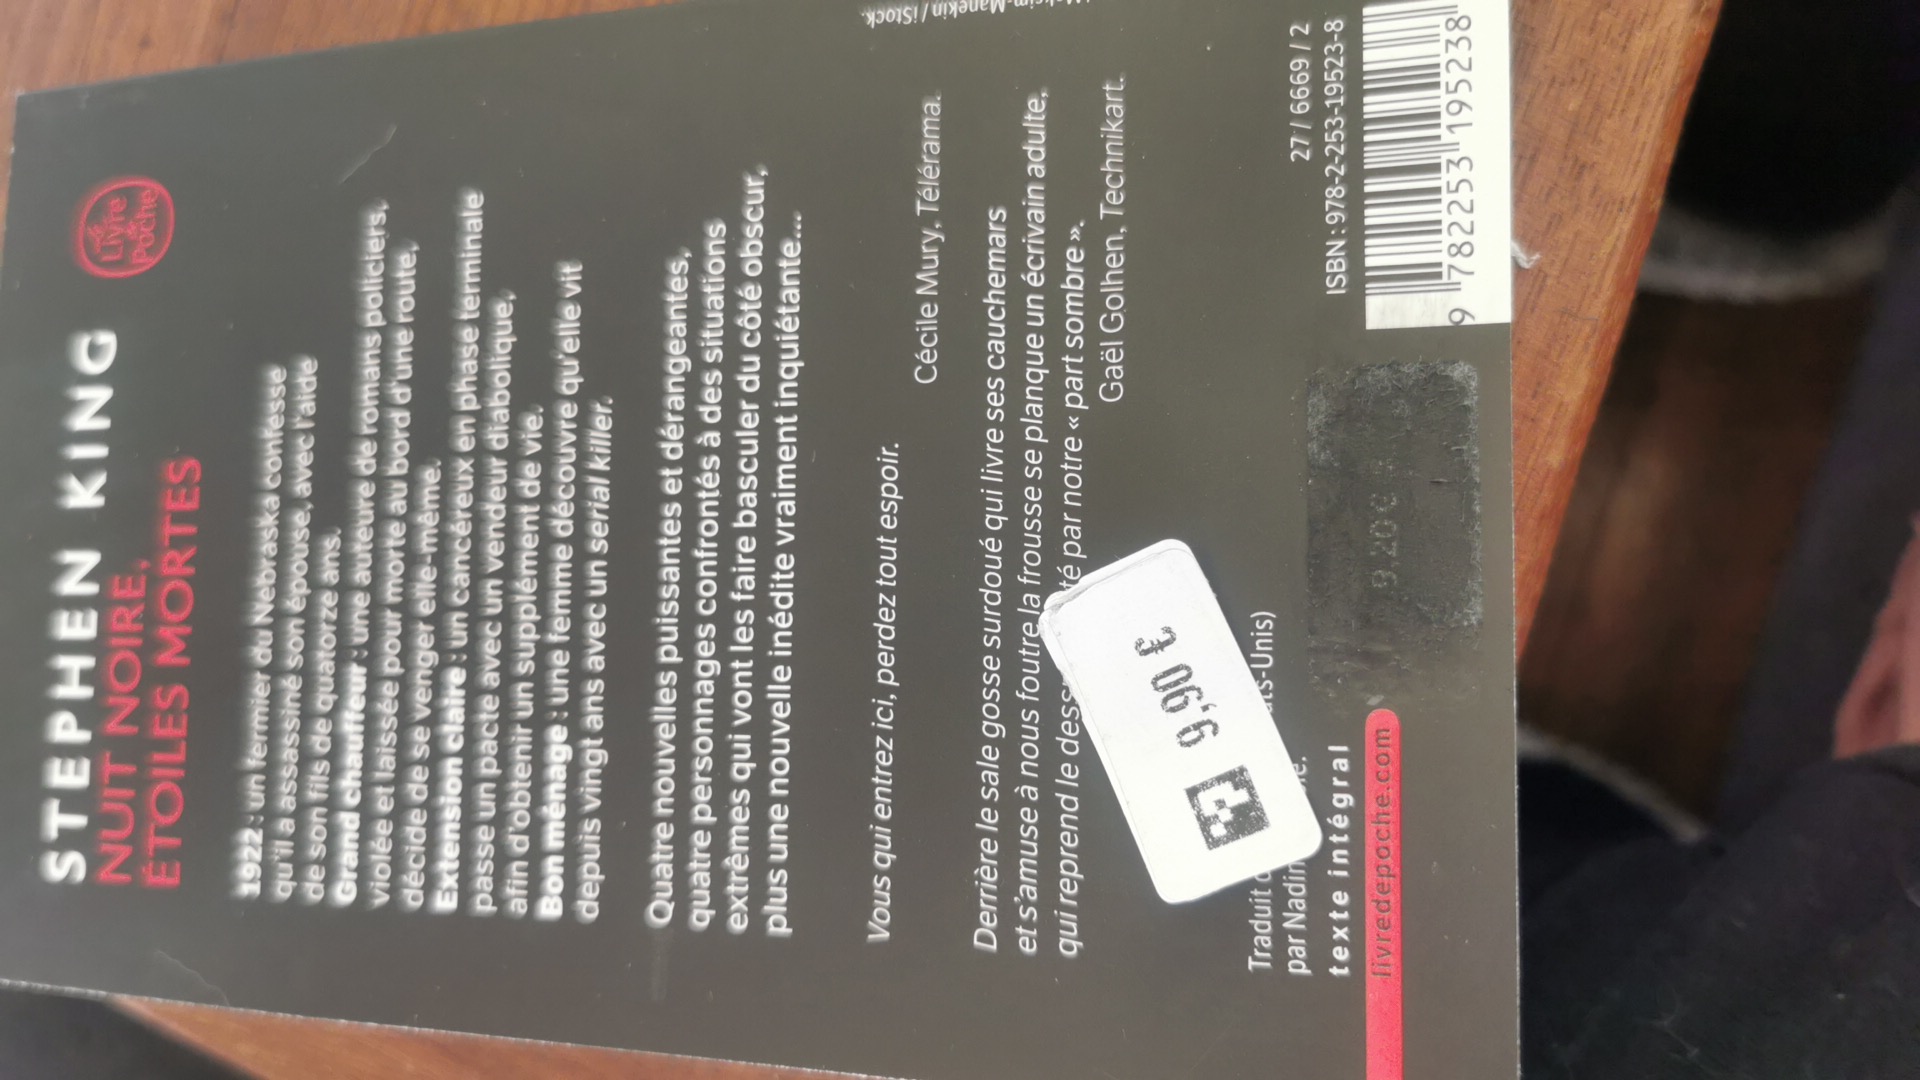 STEPHEN KING
NUIT NOIRE,
ÉTOILES MORTES
Le
Livre
de
Poche
1922 : un fermier du Nebraska confesse
qu'il a assassiné son épouse, avec l'aide
de son fils de quatorze ans.
Grand chauffeur : une auteure de romans policiers,
violée et laissée pour morte au bord d'une route,
décide de se venger elle-même.
Extension claire : un cancéreux en phase terminale
passe un pacte avec un vendeur diabolique,
afin d'obtenir un supplément de vie.
Bon ménage : une femme découvre qu'elle vit
depuis vingt ans avec un serial killer.
Quatre nouvelles puissantes et dérangeantes,
quatre personnages confrontés à des situations
extrêmes qui vont les faire basculer du côté obscur,
plus une nouvelle inédite vraiment inquiétante...
Vous qui entrez ici, perdez tout espoir.
Cécile Mury, Télérama.
Derrière le sale gosse surdoué qui livre ses cauchemars
et s'amuse à nous foutre la frousse se planque un écrivain adulte,
qui reprend le dess té par notre « part sombre ».
Gaël Golhen, Technikart.
9,90 €
Traduit ts-Unis)
par Nadin e.
texte intégral
livredepoche.com
9.20 €
Maksim-Manekin / iStock.
27 / 6669 / 2
ISBN : 978-2-253-19523-8
9 782253 195238